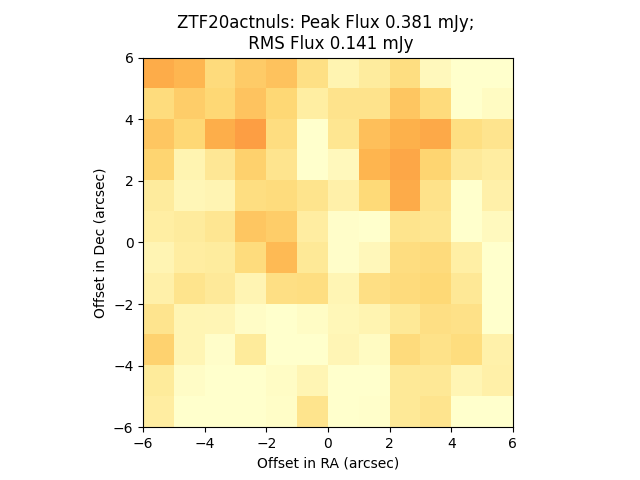 ZTF20actnuls: Peak Flux 0.381 mJy;
RMS Flux 0.141 mJy
6
4
2
0
−2
−4
−6
Offset in Dec (arcsec)
−6 −4 −2 0 2 4 6
Offset in RA (arcsec)